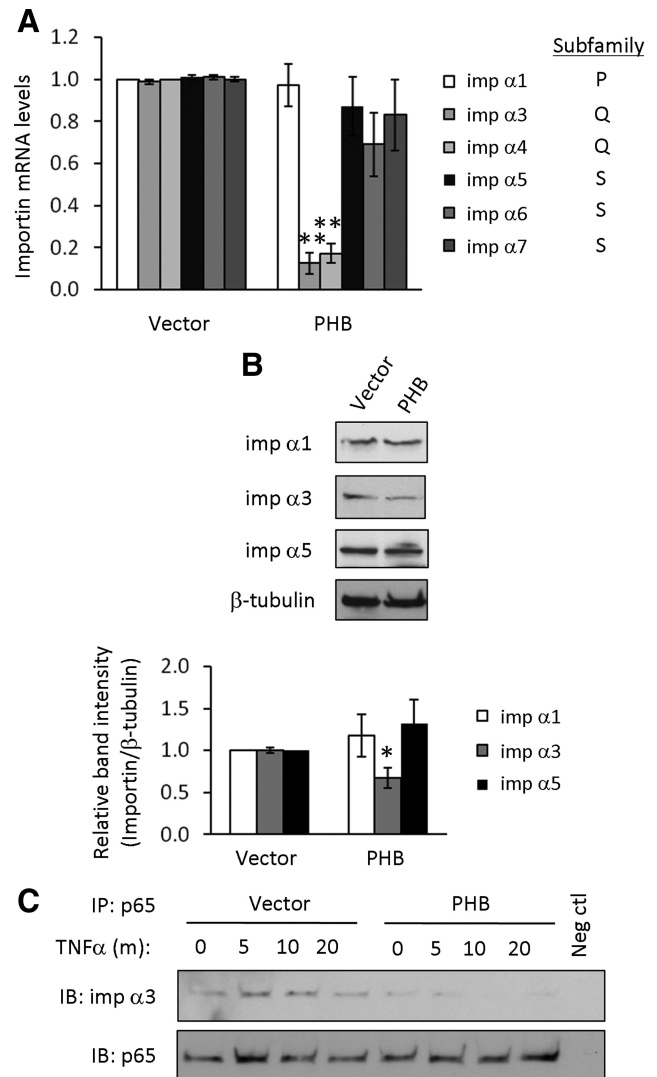 A
Importin mRNA levels
1.2
1.0
0.8
0.6
0.4
0.2
0.0
**
**
Vector PHB
Subfamily
imp α1 P
imp α3 Q
imp α4 Q
imp α5 S
imp α6 S
imp α7 S
B
Vector PHB
imp α1
imp α3
imp α5
β-tubulin
Relative band intensity
(Importin/β-tubulin)
2.0
1.5
1.0
0.5
0.0
*
Vector PHB
imp α1
imp α3
imp α5
C
IP: p65 Vector PHB Neg ctl
TNFα (m): 0 5 10 20 0 5 10 20
IB: imp α3
IB: p65